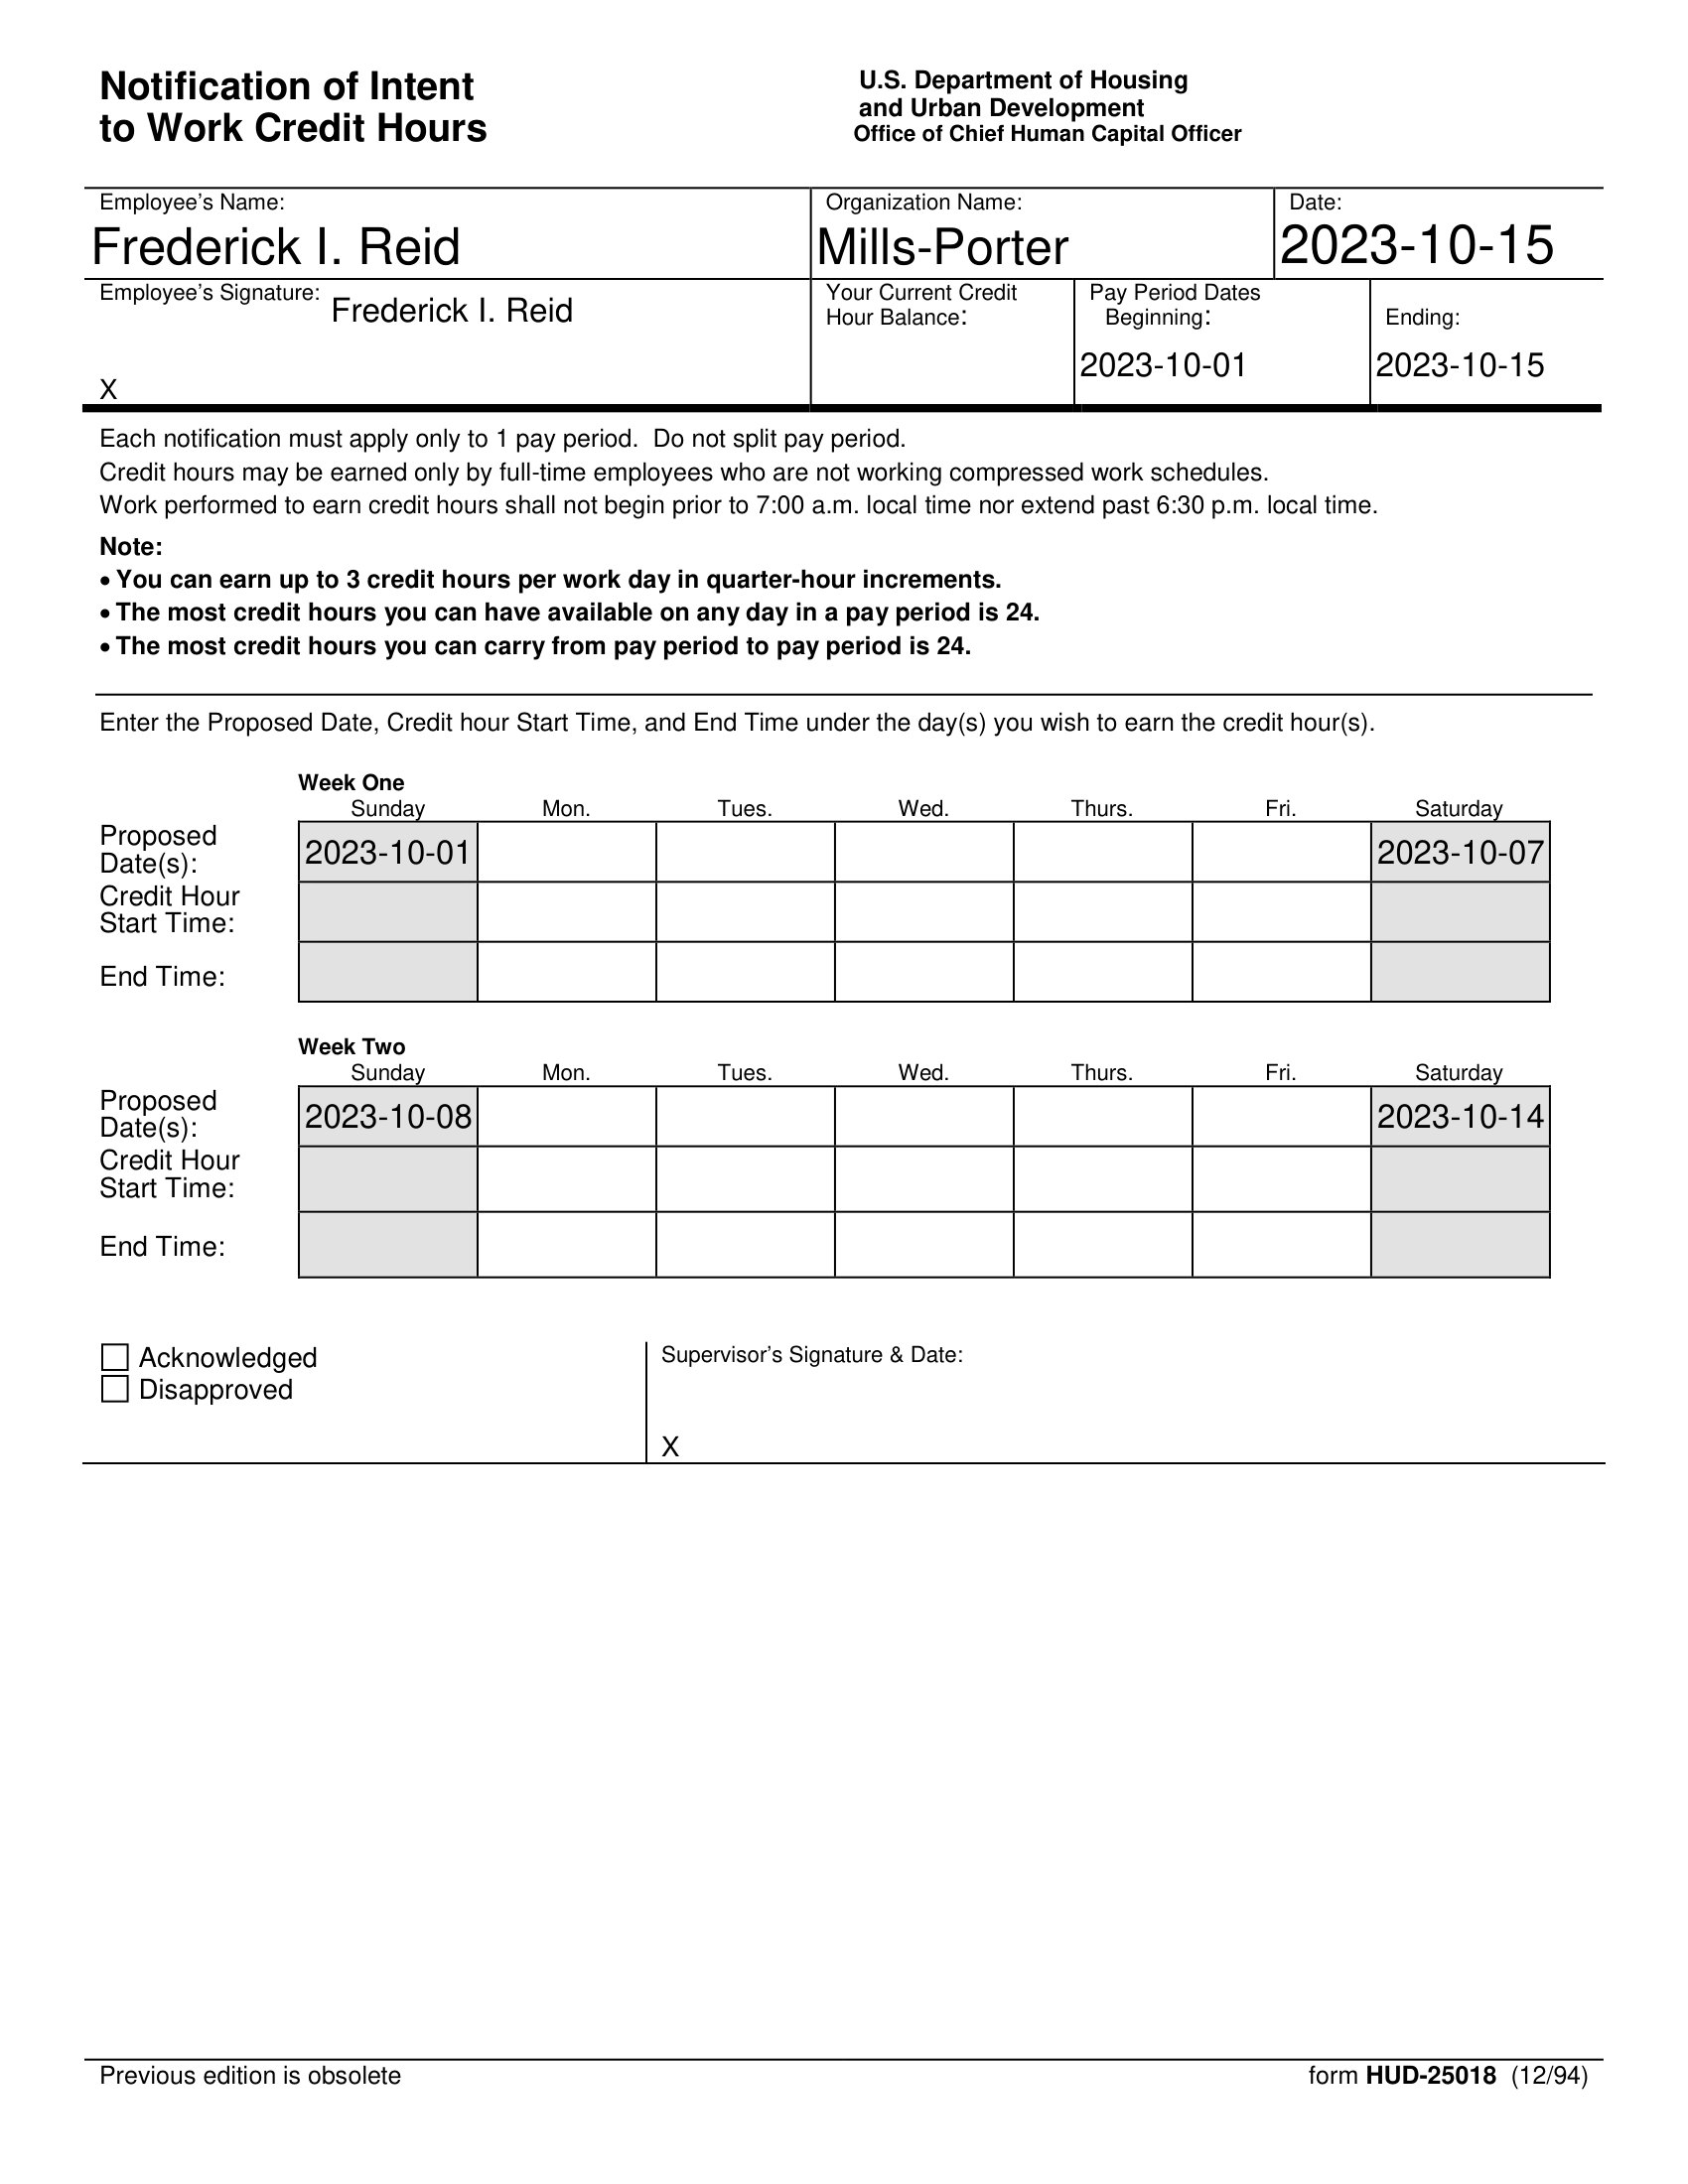 Notification of Intent
to Work Credit Hours
U.S. Department of Housing
and Urban Development
Office of Chief Human Capital Officer
Employee’s Name:
Frederick I. Reid
Organization Name:
Mills-Porter
Date:
2023-10-15
Employee’s Signature:
Frederick I. Reid
X
Your Current Credit
Hour Balance:
Pay Period Dates
Beginning:
2023-10-01
Ending:
2023-10-15
Each notification must apply only to 1 pay period. Do not split pay period.
Credit hours may be earned only by full-time employees who are not working compressed work schedules.
Work performed to earn credit hours shall not begin prior to 7:00 a.m. local time nor extend past 6:30 p.m. local time.
Note:
• You can earn up to 3 credit hours per work day in quarter-hour increments.
• The most credit hours you can have available on any day in a pay period is 24.
• The most credit hours you can carry from pay period to pay period is 24.
Enter the Proposed Date, Credit hour Start Time, and End Time under the day(s) you wish to earn the credit hour(s).
Week One
Sunday Mon. Tues. Wed. Thurs. Fri. Saturday
Proposed
Date(s):
2023-10-01 2023-10-07
Credit Hour
Start Time:
End Time:
Week Two
Sunday Mon. Tues. Wed. Thurs. Fri. Saturday
Proposed
Date(s):
2023-10-08 2023-10-14
Credit Hour
Start Time:
End Time:
Acknowledged
Disapproved
Supervisor’s Signature & Date:
X
Previous edition is obsolete
form HUD-25018 (12/94)